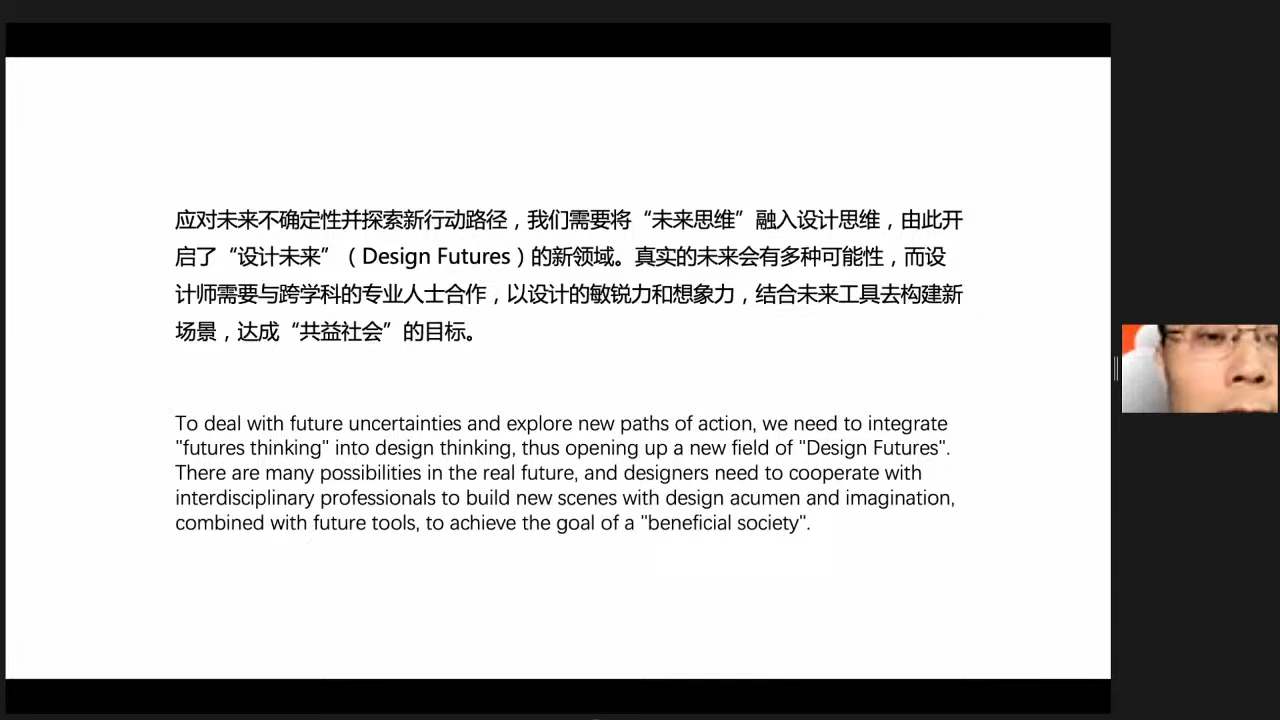 应对未来不确定性并探索新行动路径，我们需要将“未来思维”融入设计思维，由此开
启了“设计未来”（Design Futures）的新领域。真实的未来会有多种可能性，而设
计师需要与跨学科的专业人士合作，以设计的敏锐力和想象力，结合未来工具去构建新
场景，达成“共益社会”的目标。
To deal with future uncertainties and explore new paths of action, we need to integrate
"futures thinking" into design thinking, thus opening up a new field of "Design Futures".
There are many possibilities in the real future, and designers need to cooperate with
interdisciplinary professionals to build new scenes with design acumen and imagination,
combined with future tools, to achieve the goal of a "beneficial society".